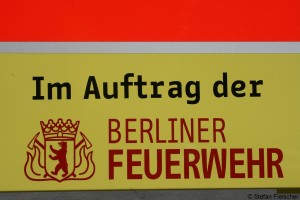 Im Auftrag der
BERLINER
FEUERWEHR
© Stefan Fleischer